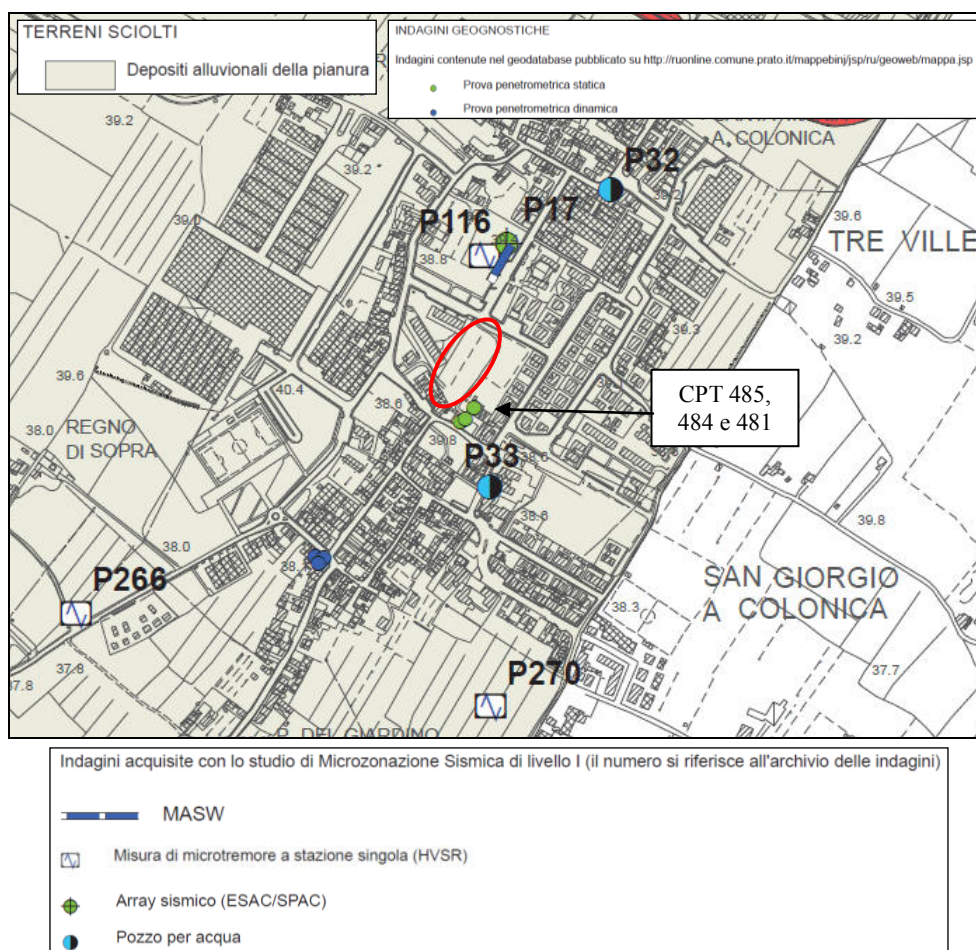 TERRENI SCIOLTI
Depositi alluvionali della pianura
INDAGINI GEOGNOSTICHE
Indagini contenute nel geodatabase pubblicato su http://ruonline.comune.prato.it/mappebinj/jsp/ru/geoweb/mappa.jsp
Prova penetrometrica statica
Prova penetrometrica dinamica
A. COLONICA
39.2
39.2
P32
39.0
P116
P17
38.8
39.6
TRE VILLE
39.5
39.2
39.3
39.6
40.4
38.6
CPT 485,
484 e 481
38.0
REGNO
DI SOPRA
39.8
P33
38.6
38.0
39.8
P266
SAN GIORGIO
A COLONICA
38.3
37.8
37.8
P270
37.7
P. DEL GIARDINO
Indagini acquisite con lo studio di Microzonazione Sismica di livello I (il numero si riferisce all'archivio delle indagini)
MASW
Misura di microtremore a stazione singola (HVSR)
Array sismico (ESAC/SPAC)
Pozzo per acqua